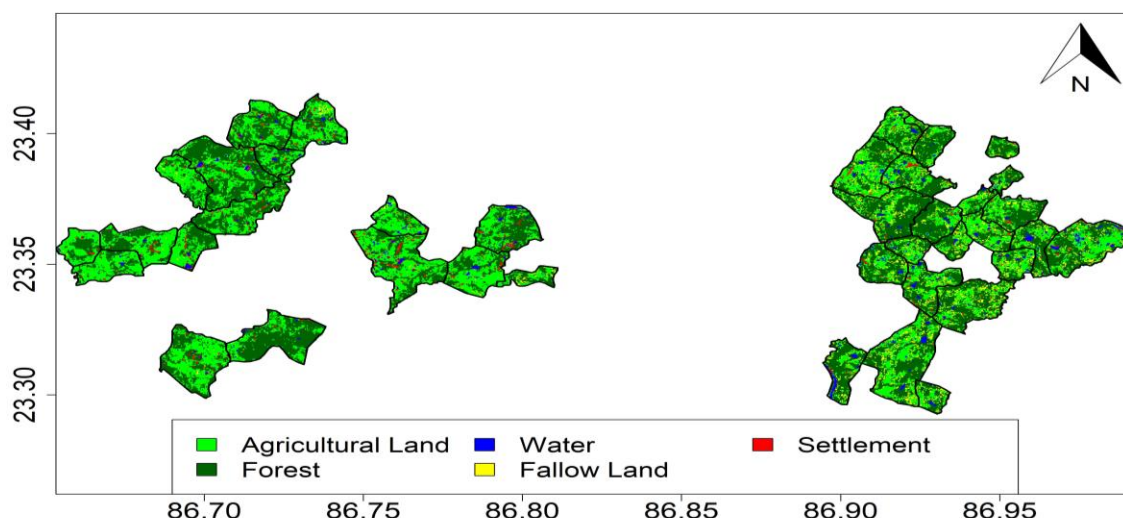 N
23.40
23.35
23.30
Agricultural Land Water Settlement
Forest Fallow Land
86.70 86.75 86.80 86.85 86.90 86.95